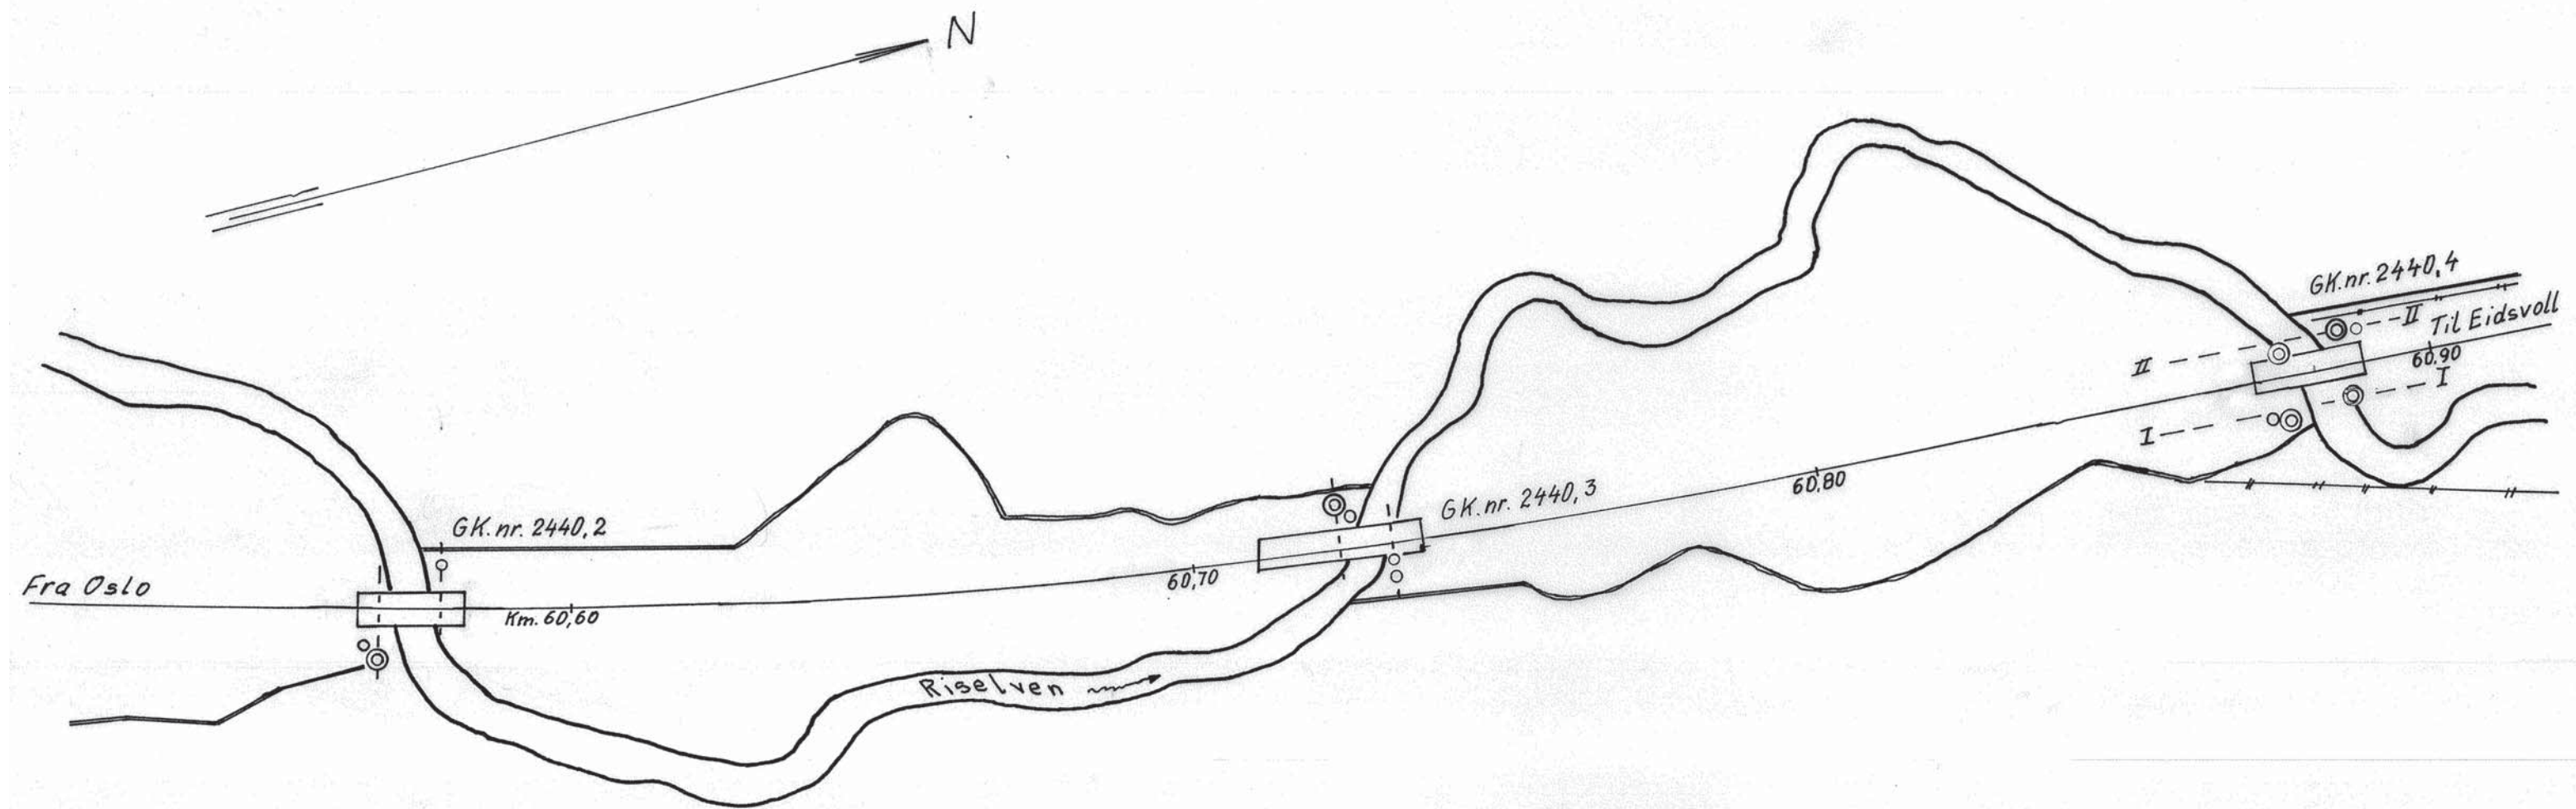 N
GK.nr. 2440,4
II
Til Eidsvoll
II
60,90
I
I
GK.nr. 2440,3
60,80
GK.nr. 2440,2
60,70
Fra Oslo
Km. 60,60
Riselven